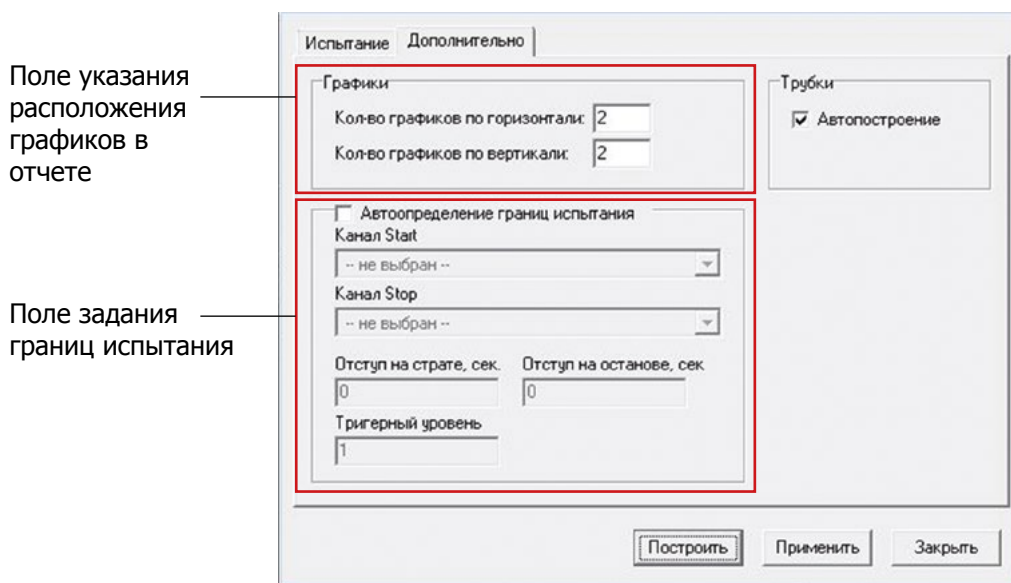 Испытание
Дополнительно
Поле указания
расположения
графиков в
отчете
Графики
Кол-во графиков по горизонтали: 2
Кол-во графиков по вертикали: 2
Трубки
Автопостроение
Поле задания
границ испытания
Автоопределение границ испытания
Канал Start
-- не выбран --
Канал Stop
-- не выбран --
Отступ на страте, сек.
Отступ на останове, сек
0
0
Тригерный уровень
1
Построить
Применить
Закрыть